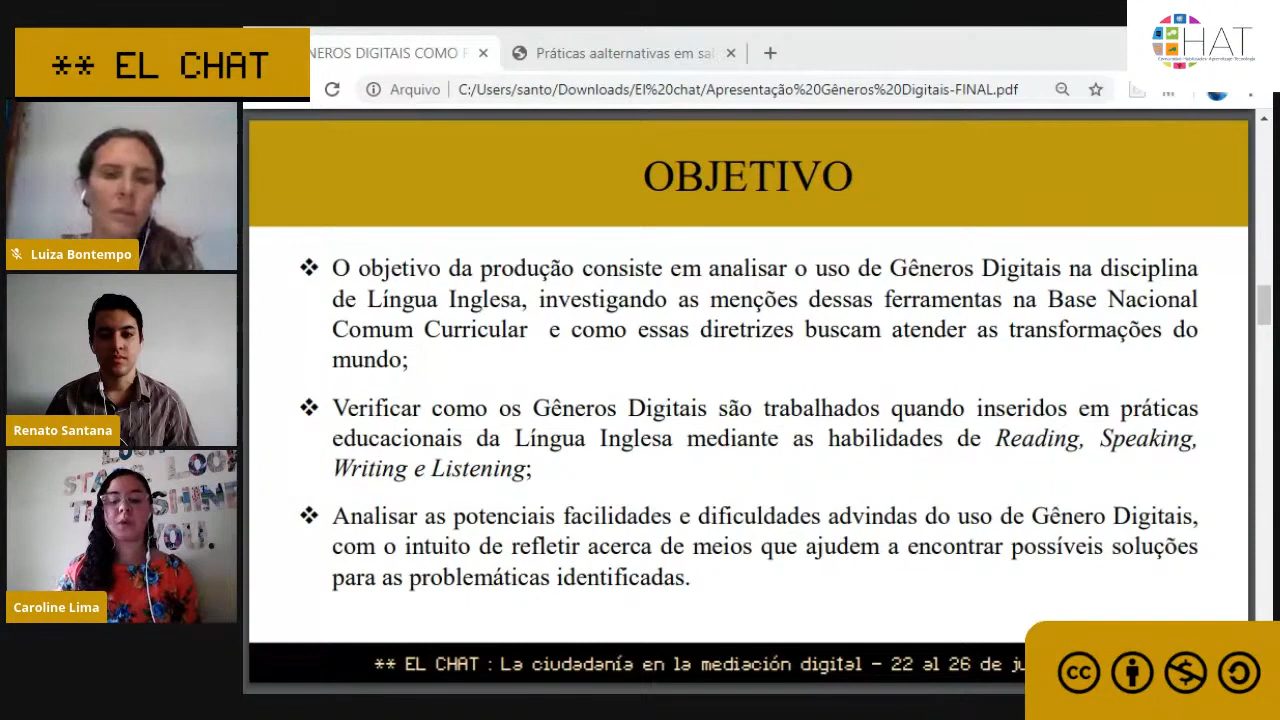 ** EL CHAT
NEROS DIGITAIS COMO
Práticas aalternativas em sal
Arquivo
C:/Users/santo/Downloads/El%20chat/Apresentação%20Gêneros%20Digitais-FINAL.pdf
HAT
OBJETIVO
O objetivo da produção consiste em analisar o uso de Gêneros Digitais na disciplina
de Língua Inglesa, investigando as menções dessas ferramentas na Base Nacional
Comum Curricular e como essas diretrizes buscam atender as transformações do
mundo;
Verificar como os Gêneros Digitais são trabalhados quando inseridos em práticas
educacionais da Língua Inglesa mediante as habilidades de Reading, Speaking,
Writing e Listening;
Analisar as potenciais facilidades e dificuldades advindas do uso de Gênero Digitais,
com o intuito de refletir acerca de meios que ajudem a encontrar possíveis soluções
para as problemáticas identificadas.
Luiza Bontempo
Renato Santana
Caroline Lima
** EL CHAT : La ciudadanía en la mediación digital - 22 al 26 de ju
cc